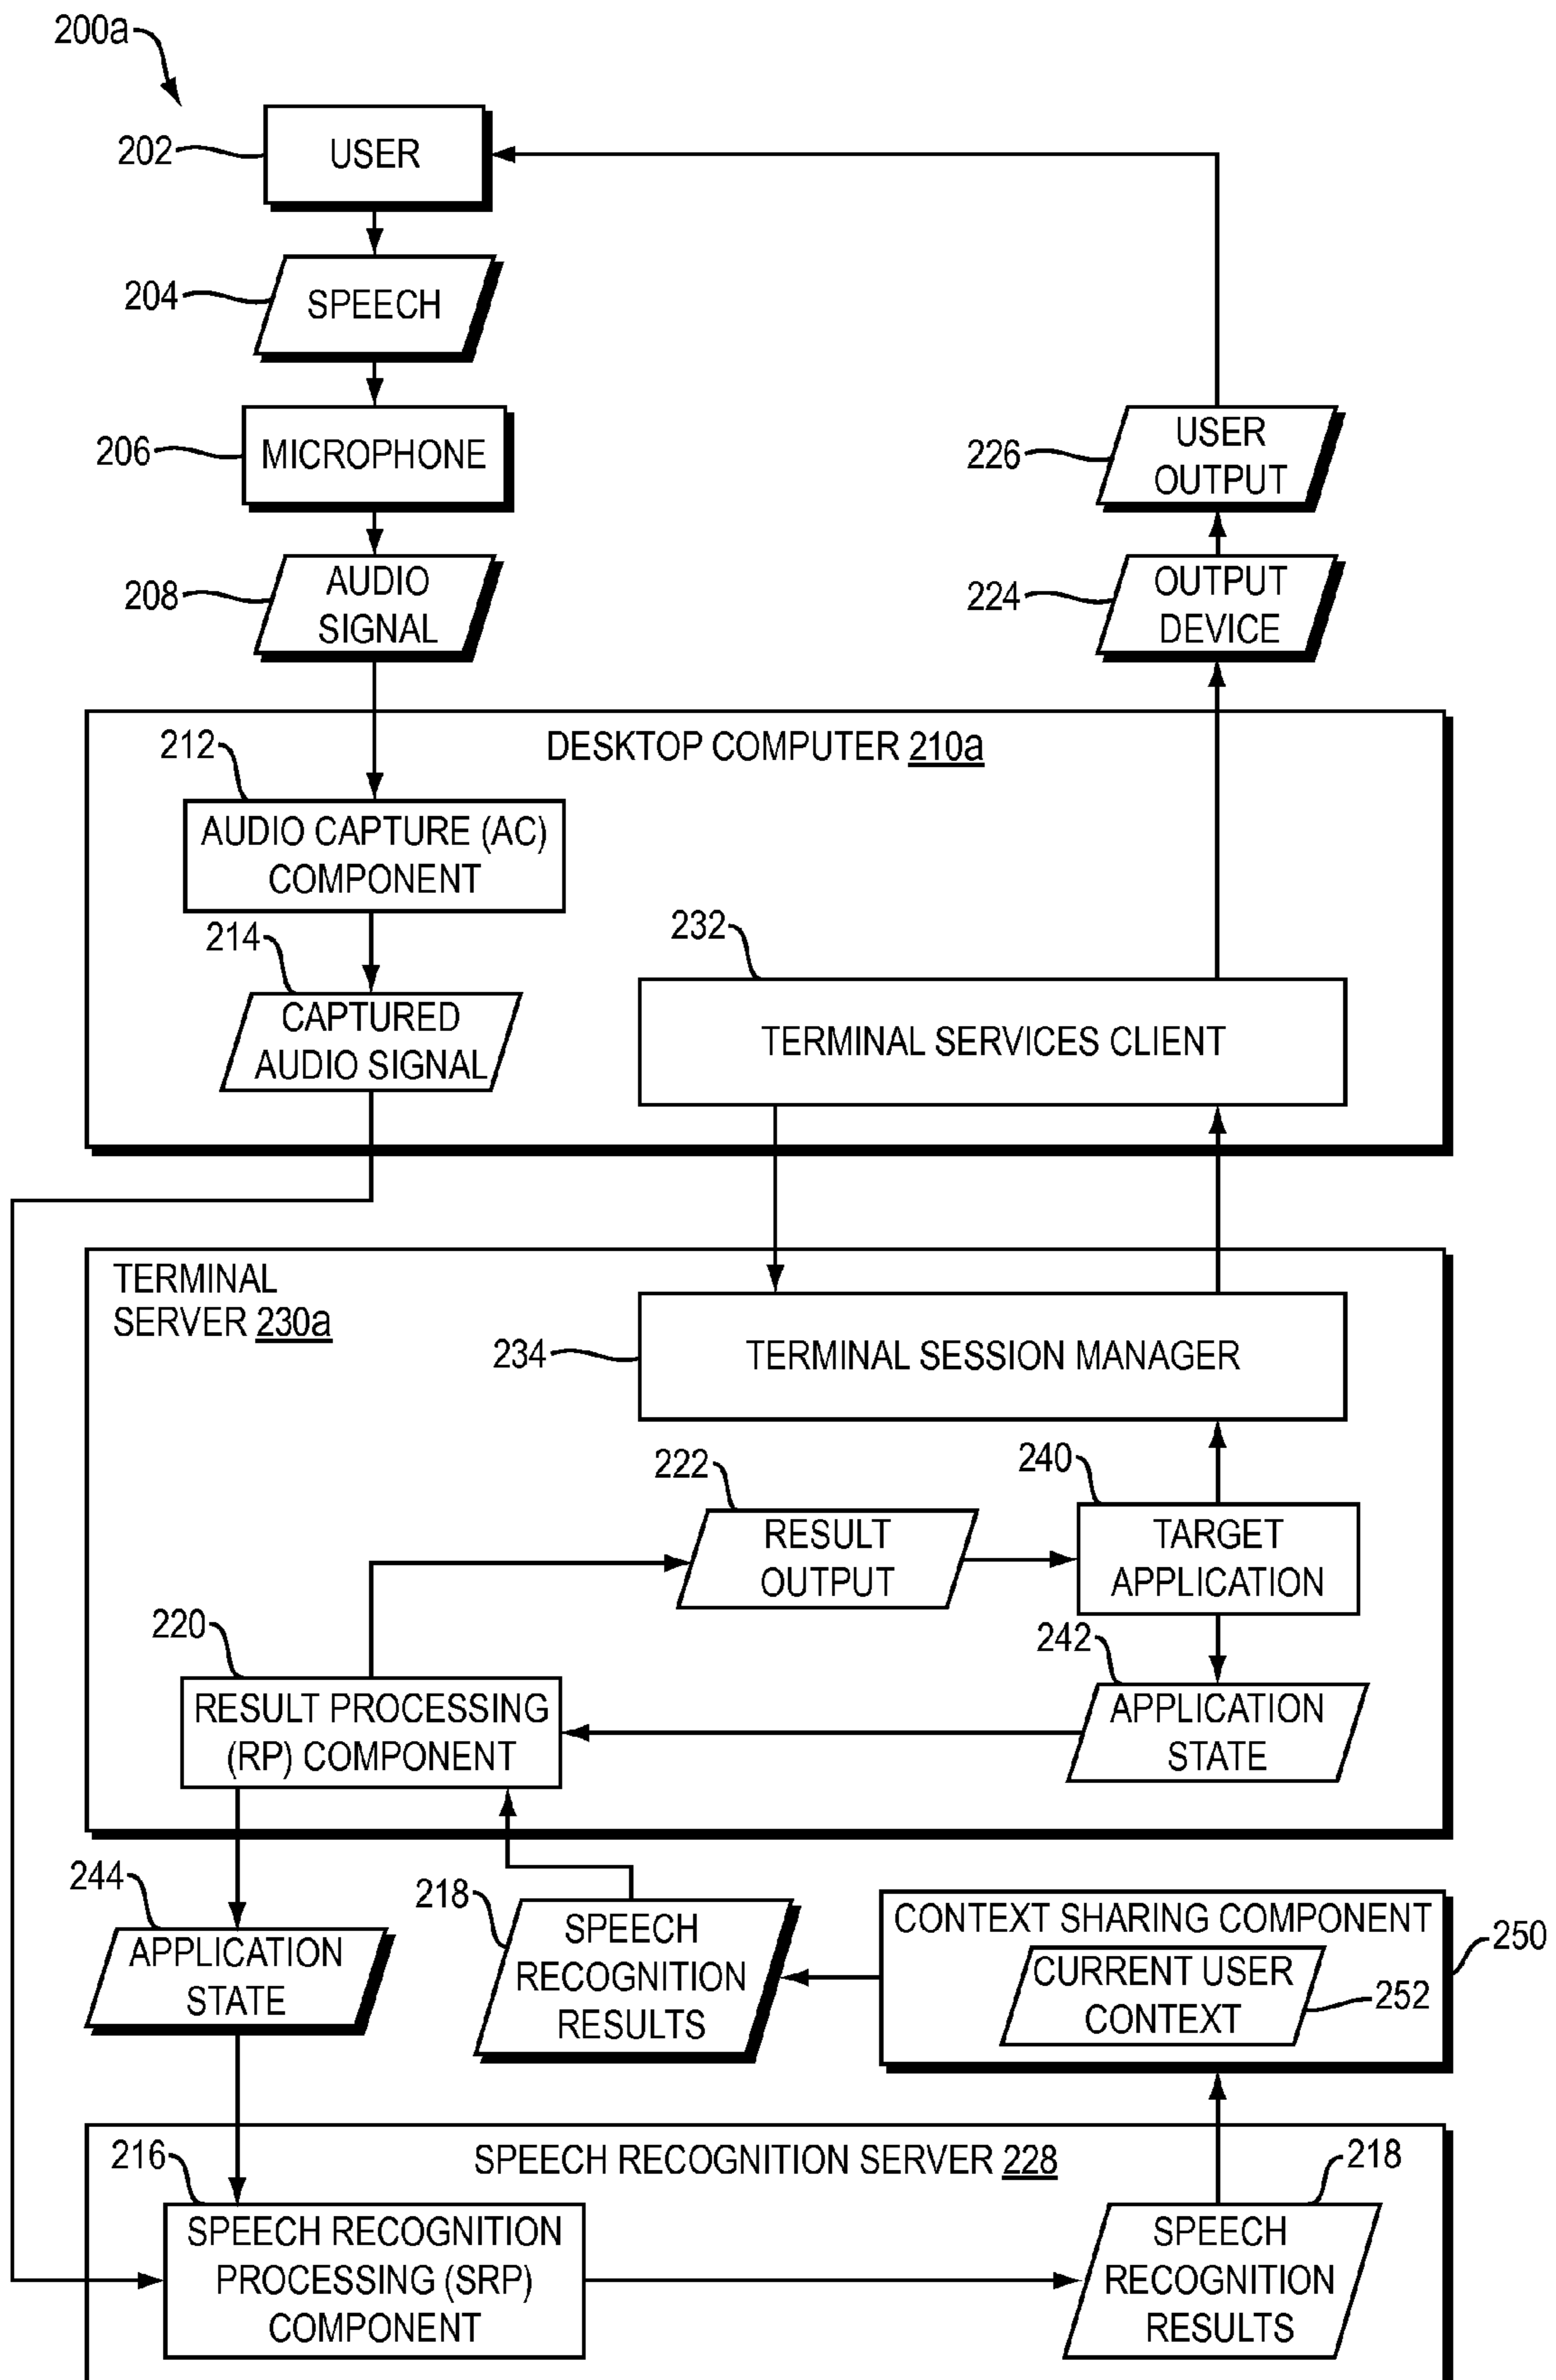 200a
202
USER
204
SPEECH
206
MICROPHONE
226
USER
OUTPUT
208
AUDIO
SIGNAL
224
OUTPUT
DEVICE
DESKTOP COMPUTER 210a
212
AUDIO CAPTURE (AC)
COMPONENT
214
CAPTURED
AUDIO SIGNAL
232
TERMINAL SERVICES CLIENT
TERMINAL
SERVER 230a
234
TERMINAL SESSION MANAGER
222
RESULT
OUTPUT
240
TARGET
APPLICATION
220
RESULT PROCESSING
(RP) COMPONENT
242
APPLICATION
STATE
244
APPLICATION
STATE
218
SPEECH
RECOGNITION
RESULTS
CONTEXT SHARING COMPONENT
250
CURRENT USER
CONTEXT
252
SPEECH RECOGNITION SERVER 228
216
SPEECH RECOGNITION
PROCESSING (SRP)
COMPONENT
218
SPEECH
RECOGNITION
RESULTS